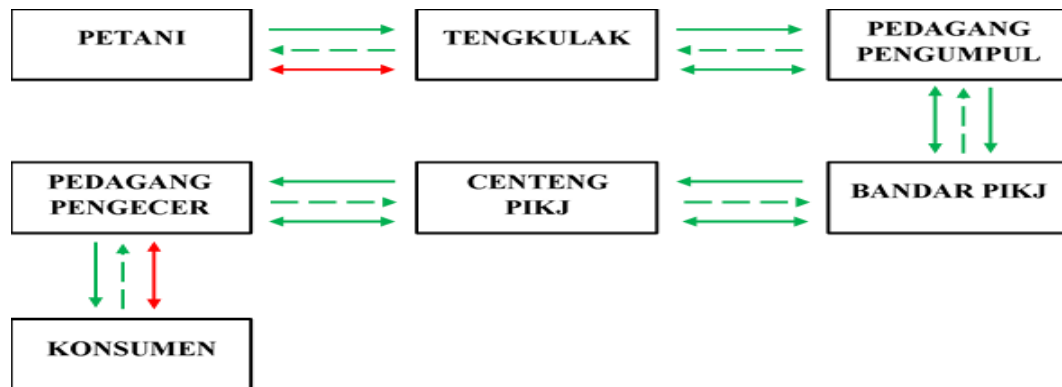 PETANI
TENGKULAK
PEDAGANG
PENGUMPUL
PEDAGANG
PENGECER
CENTENG
PIKJ
BANDAR PIKJ
KONSUMEN